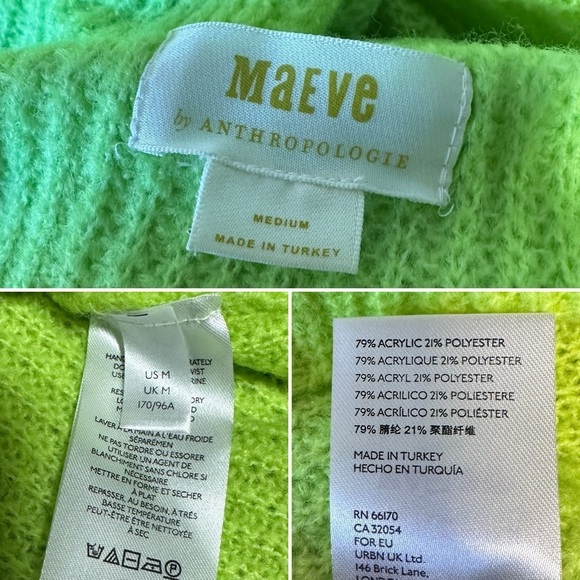 MAEVE
by ANTHROPOLOGIE
MEDIUM
MADE IN TURKEY
US M
UK M
170/96A
LAVER À LA MAIN À L'EAU FROIDE
SÉPARÉMEN
NE PAS TORDRE OU ESSORER
UTILISER UN AGENT DE
BLANCHIMENT SANS CHLORE SI
NÉCESSAIRE
METTRE EN FORME ET SÉCHER
À PLAT
REPASSER, AU BESOIN, À TRÈS
BASSE TEMPÉRATURE
PEUT-ÊTRE ÊTRE NETTOYÉE
À SEC
79% ACRYLIC 21% POLYESTER
79% ACRYLIQUE 21% POLYESTER
79% ACRYL 21% POLYESTER
79% ACRILICO 21% POLIESTERE
79% ACRÍLICO 21% POLIÉSTER
79% 腈纶 21% 聚酯纤维
MADE IN TURKEY
HECHO EN TURQUÍA
RN 66170
CA 32054
FOR EU
URBN UK Ltd.
146 Brick Lane,